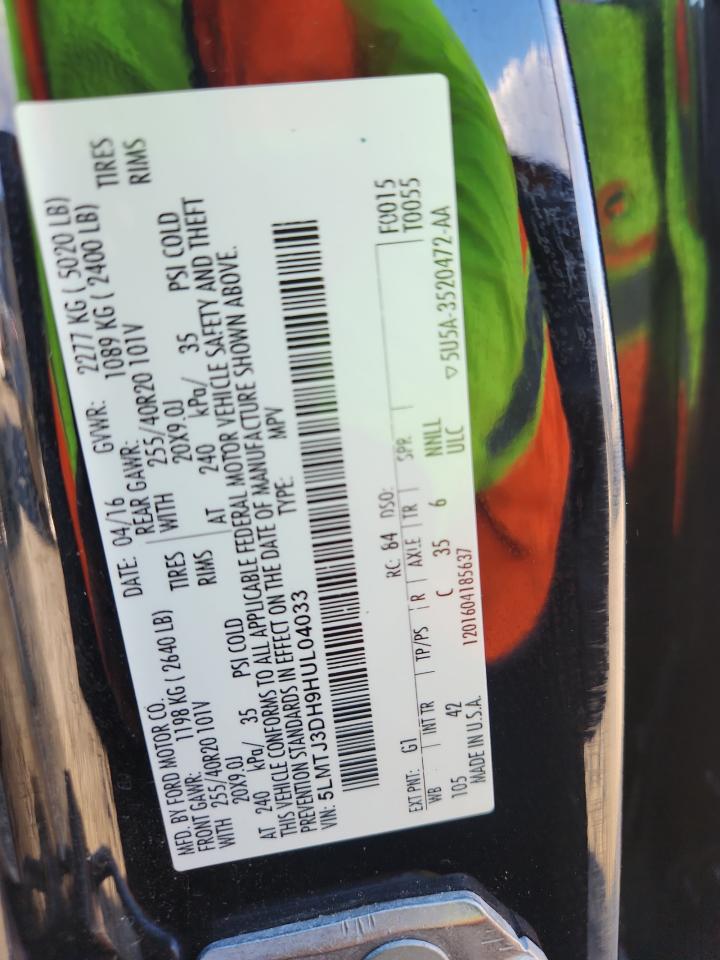 MFD. BY FORD MOTOR CO. DATE: 04/16 GVWR: 2277 KG ( 5020 LB)
FRONT GAWR: 1198 KG ( 2640 LB) REAR GAWR: 1089 KG ( 2400 LB)
WITH 255/40R20 101V TIRES WITH 255/40R20 101V TIRES
20X9.0J RIMS 20X9.0J RIMS
AT 240 kPa/ 35 PSI COLD AT 240 kPa/ 35 PSI COLD
THIS VEHICLE CONFORMS TO ALL APPLICABLE FEDERAL MOTOR VEHICLE SAFETY AND THEFT
PREVENTION STANDARDS IN EFFECT ON THE DATE OF MANUFACTURE SHOWN ABOVE.
VIN: 5LMTJ3DH9HUL04033 TYPE: MPV
F0015
T0055
EXT PNT: G1 RC: 84 DSO:
WB INT TR TP/PS R AXLE TR SPR
105 42 C 35 6 NNLL
ULC
MADE IN U.S.A. 1201604185637 ▽5U5A-3520472-AA